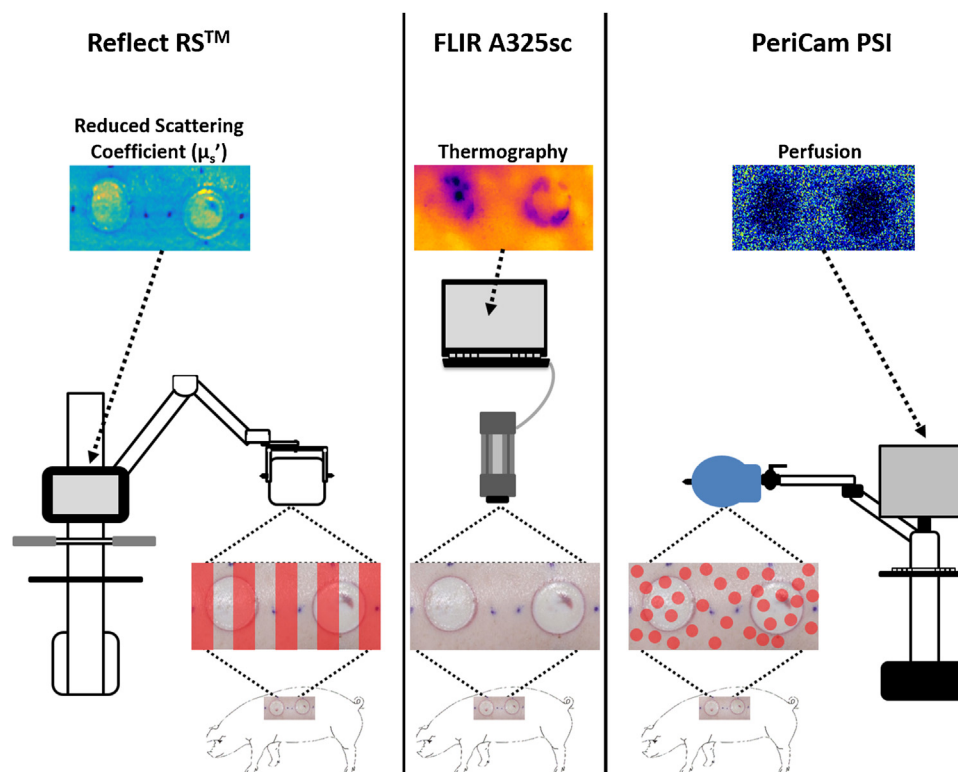 Reflect RS™
FLIR A325sc
PeriCam PSI
Reduced Scattering
Coefficient (μs’)
Thermography
Perfusion